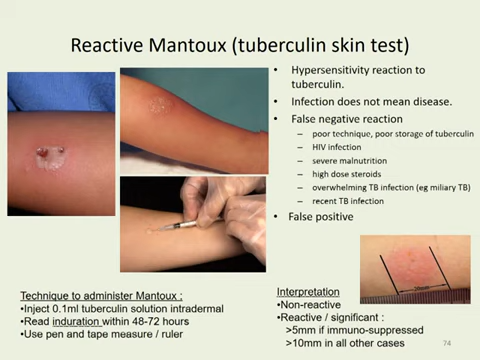 Reactive Mantoux (tuberculin skin test)
• Hypersensitivity reaction to
tuberculin.
• Infection does not mean disease.
• False negative reaction
– poor technique, poor storage of tuberculin
– HIV infection
– severe malnutrition
– high dose steroids
– overwhelming TB infection (eg miliary TB)
– recent TB infection
• False positive
Technique to administer Mantoux :
•Inject 0.1ml tuberculin solution intradermal
•Read induration within 48-72 hours
•Use pen and tape measure / ruler
Interpretation
•Non-reactive
•Reactive / significant :
>5mm if immuno-suppressed
>10mm in all other cases
74